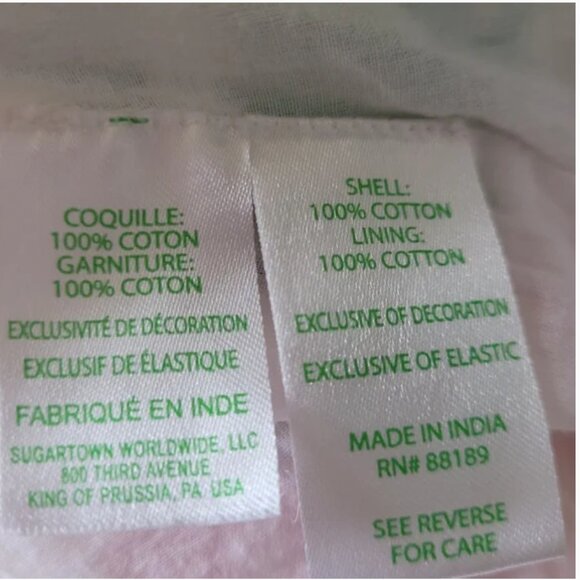 COQUILLE:
100% COTON
GARNITURE:
100% COTON
EXCLUSIVITÉ DE DÉCORATION
EXCLUSIF DE ÉLASTIQUE
FABRIQUÉ EN INDE
SUGARTOWN WORLDWIDE, LLC
800 THIRD AVENUE
KING OF PRUSSIA, PA USA
SHELL:
100% COTTON
LINING:
100% COTTON
EXCLUSIVE OF DECORATION
EXCLUSIVE OF ELASTIC
MADE IN INDIA
RN# 88189
SEE REVERSE
FOR CARE